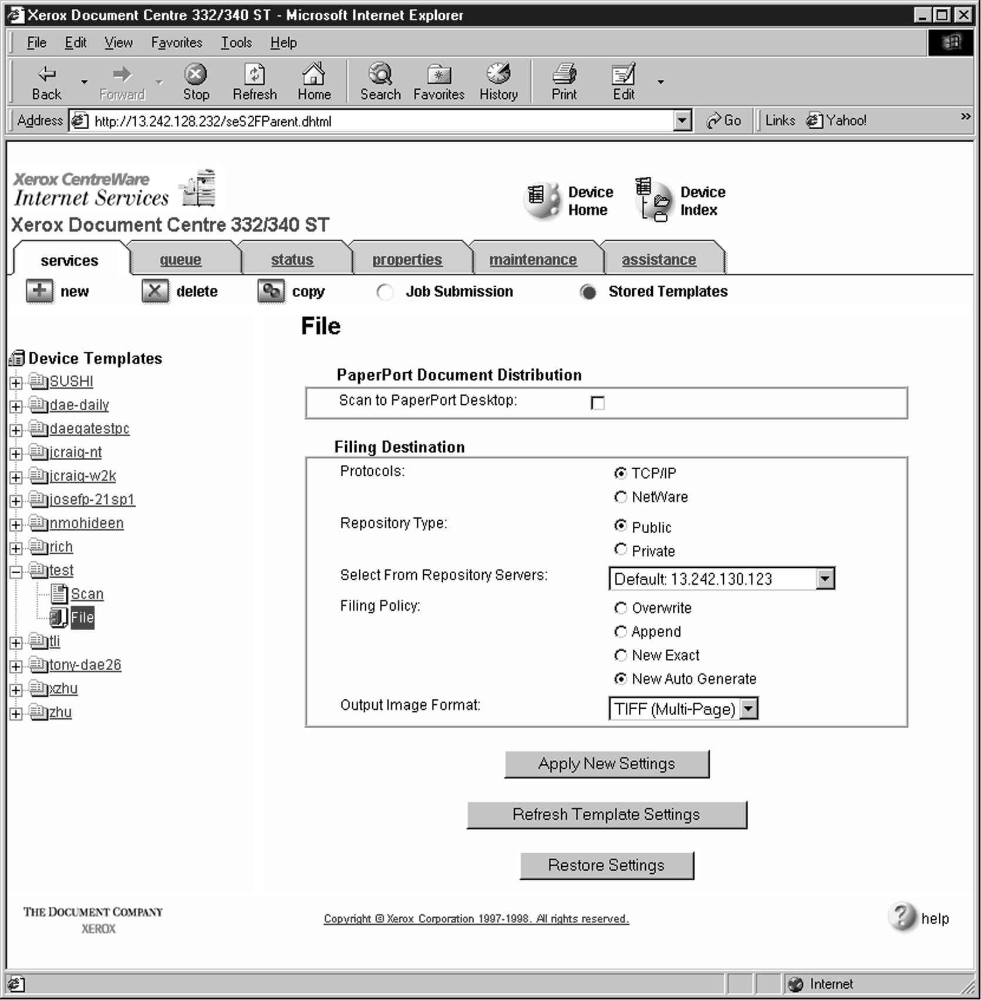 Xerox Document Centre 332/340 ST - Microsoft Internet Explorer
File Edit View Favorites Tools Help
Back Forward Stop Refresh Home Search Favorites History Print Edit
Address http://13.242.128.232/seS2FParent.dhtml Go Links Yahoo! »
Xerox CentreWare
Internet Services
Xerox Document Centre 332/340 ST
Device Home
Device Index
services queue status properties maintenance assistance
new delete copy Job Submission Stored Templates
File
Device Templates
SUSHI
dae-daily
daeqatestpc
jcraig-nt
jcraig-w2k
josefp-21sp1
nmohideen
rich
test
Scan
File
tli
tony-dae26
xzhu
zhu
PaperPort Document Distribution
Scan to PaperPort Desktop:
Filing Destination
Protocols: TCP/IP
NetWare
Repository Type: Public
Private
Select From Repository Servers: Default: 13.242.130.123
Filing Policy: Overwrite
Append
New Exact
New Auto Generate
Output Image Format: TIFF (Multi-Page)
Apply New Settings
Refresh Template Settings
Restore Settings
THE DOCUMENT COMPANY
XEROX
Copyright © Xerox Corporation 1997-1998. All rights reserved.
help
Internet